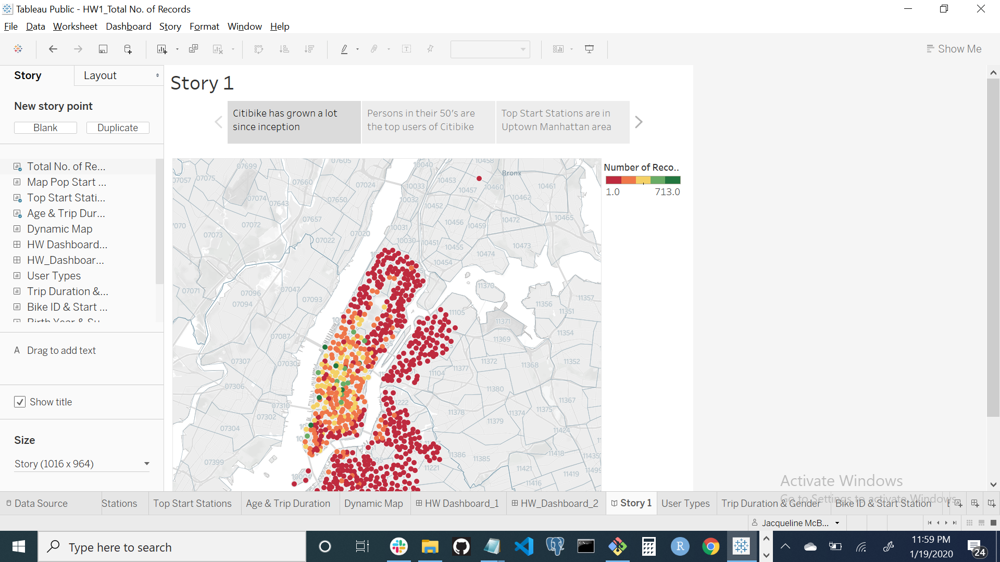 Tableau Public - HW1_Total No. of Records
File Data Worksheet Dashboard Story Format Window Help
Show Me
Story Layout
New story point
Blank Duplicate
Total No. of Re...
Map Pop Start ...
Top Start Stati...
Age & Trip Dur...
Dynamic Map
HW Dashboard...
HW_Dashboar...
User Types
Trip Duration &...
Bike ID & Start ...
A Drag to add text
Show title
Size
Story (1016 x 964)
Story 1
Citibike has grown a lot
since inception
Persons in their 50's are
the top users of Citibike
Top Start Stations are in
Uptown Manhattan area
Number of Reco..
1.0 713.0
07605
10458
07699
10040
Bronx
07057
07075
07660
07024
10033
10453
10460
10461
10457
07074
07643
07650
10032
10452
10462
07657
10456
10459
10472
10465
07072
10031
07073
07020
07022
10030
10451
10455
10473
10474
10454
07071
07096
07047
07094
07093
11370
11357
11356
11351
11105
11371
11354
07087
11369
07307
07030
11372
11368
11352
11377
11104
07306
11380
07310
11367
11378
11374
11375
07302
11379
07304
11424
11418
11386
11385
11435
07399
11221
11421
11419
11416
10004
Data Source Stations Top Start Stations Age & Trip Duration Dynamic Map HW Dashboard_1 HW_Dashboard_2 Story 1 User Types Trip Duration & Gender Bike ID & Start Station
Activate Windows
Go to Settings to activate Windows.
Jacqueline McB...
Type here to search
11:59 PM
1/19/2020
24